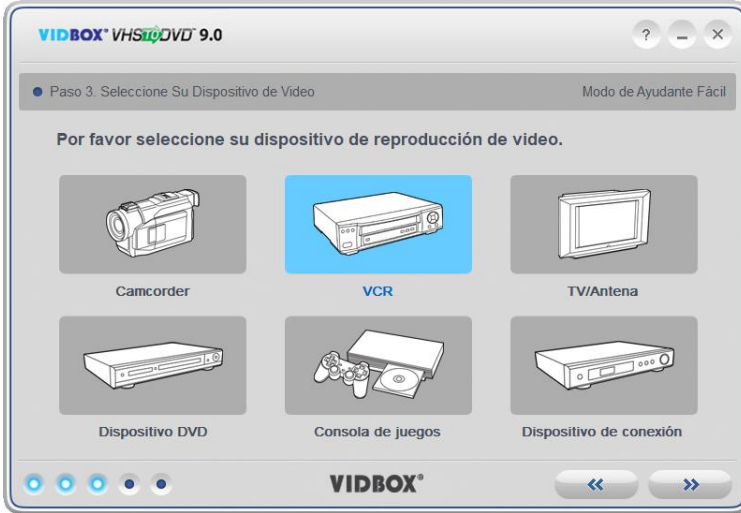 VIDBOX® VHSTODVD™ 9.0
?
Paso 3. Seleccione Su Dispositivo de Video
Modo de Ayudante Fácil
Por favor seleccione su dispositivo de reproducción de video.
Camcorder
VCR
TV/Antena
Dispositivo DVD
Consola de juegos
Dispositivo de conexión
VIDBOX®